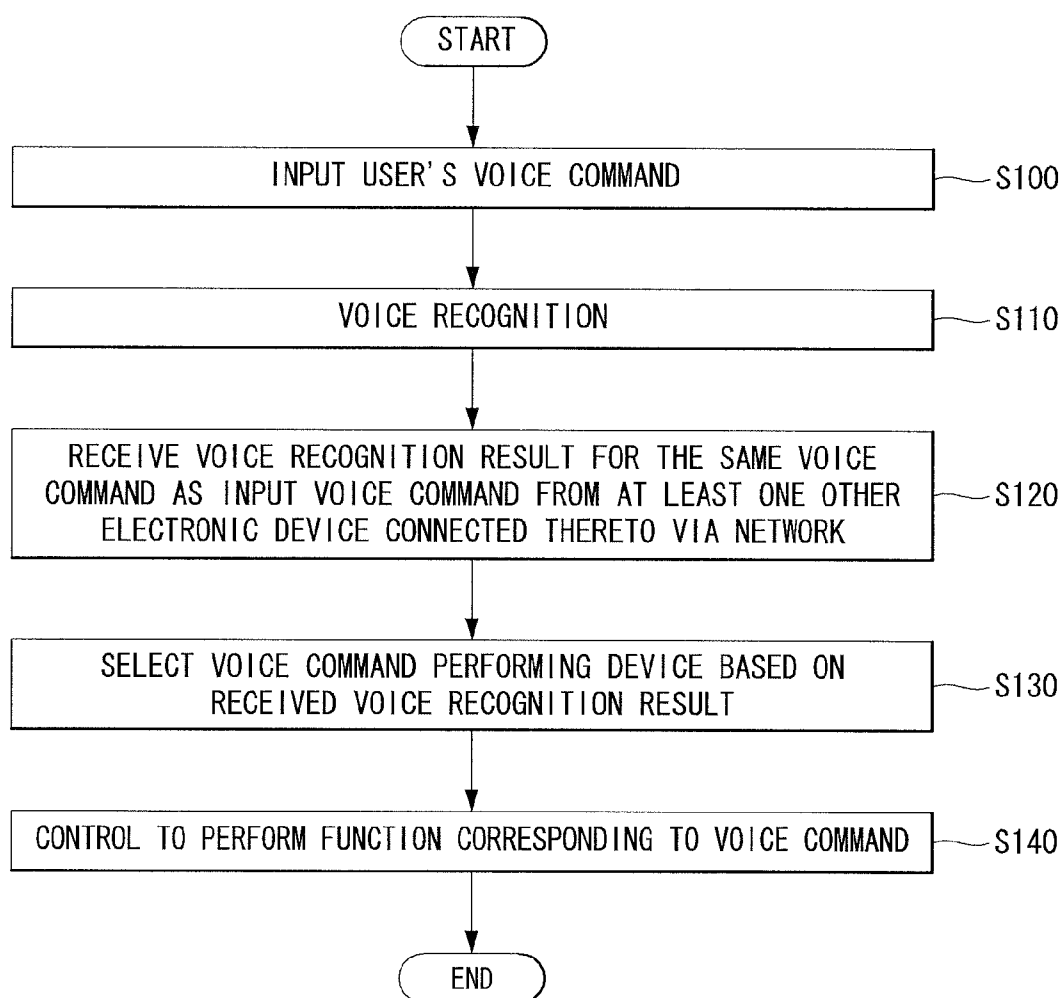 START
INPUT USER'S VOICE COMMAND
S100
VOICE RECOGNITION
S110
RECEIVE VOICE RECOGNITION RESULT FOR THE SAME VOICE
COMMAND AS INPUT VOICE COMMAND FROM AT LEAST ONE OTHER
ELECTRONIC DEVICE CONNECTED THERETO VIA NETWORK
S120
SELECT VOICE COMMAND PERFORMING DEVICE BASED ON
RECEIVED VOICE RECOGNITION RESULT
S130
CONTROL TO PERFORM FUNCTION CORRESPONDING TO VOICE COMMAND
S140
END